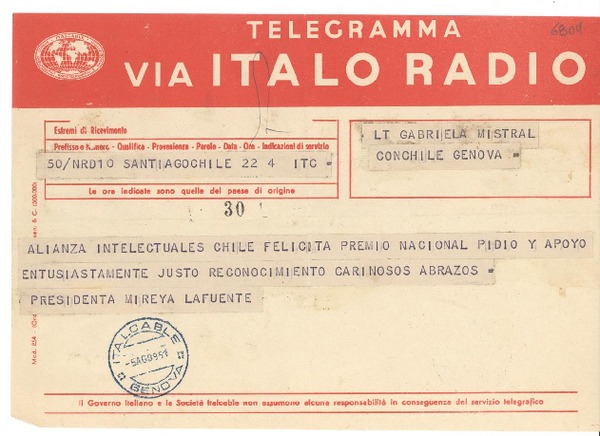 TELEGRAMMA
6804
VIA ITALO RADIO
Estremi di Ricevimento
Prefisso e Numero - Qualifica - Provenienza - Parole - Data - Ore - Indicazioni di servizio
50/NRD10 SANTIAGOCHILE 22 4 ITC =
Le ore indicate sono quelle del paese di origine
LT GABRIELA MISTRAL
CONCHILE GENOVA =
30
ALIANZA INTELECTUALES CHILE FELICITA PREMIO NACIONAL PIDIO Y APOYO
ENTUSIASTAMENTE JUSTO RECONOCIMIENTO CARINOSOS ABRAZOS =
PRESIDENTA MIREYA LAFUENTE =
ITALCABLE
-5AGO951
GENOVA
Il Governo Italiano e la Società Italcable non assumono alcuna responsabilità in conseguenza del servizio telegrafico